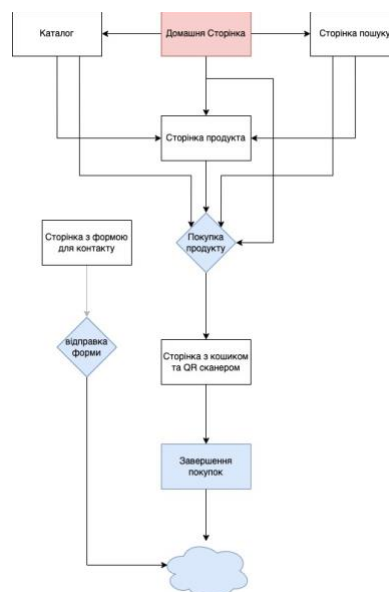 Каталог
Домашня Сторінка
Сторінка пошуку
Сторінка продукта
Покупка
продукту
Сторінка з формою
для контакту
відправка
форми
Сторінка з кошиком
та QR сканером
Завершення
покупок